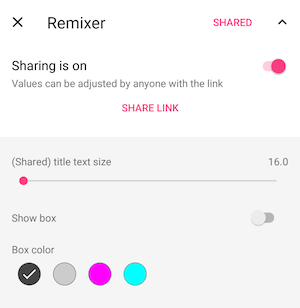 Remixer SHARED
Sharing is on
Values can be adjusted by anyone with the link
SHARE LINK
(Shared) title text size 16.0
Show box
Box color